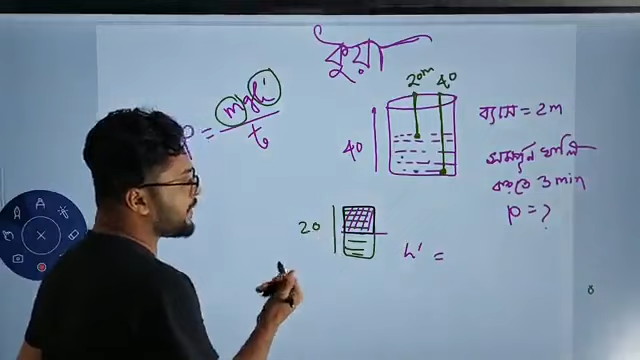 কুয়া
P = mgh' / t
20m 40
40
ব্যাস = 2m
সম্পূর্ন খালি
করতে 3 min
P = ?
20
h' =